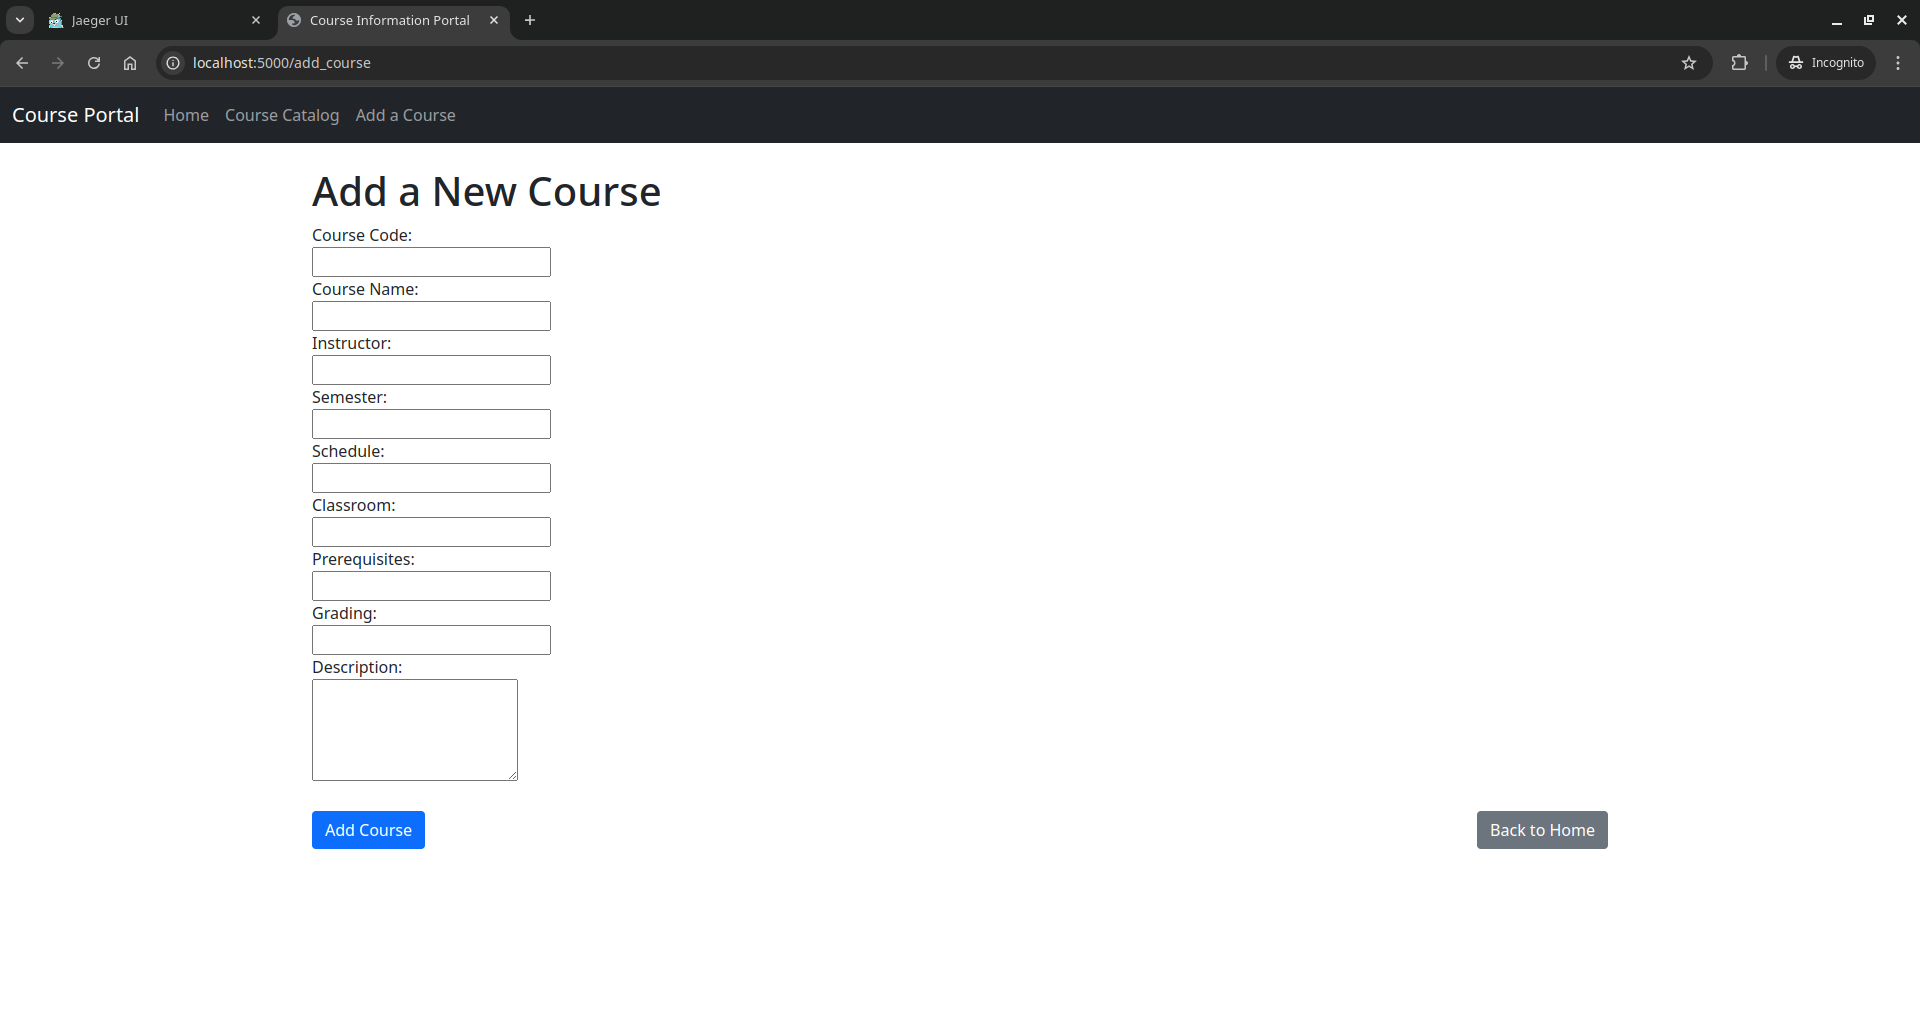 Jaeger UI
Course Information Portal
localhost:5000/add_course
Incognito
Course Portal
Home
Course Catalog
Add a Course
Add a New Course
Course Code:
Course Name:
Instructor:
Semester:
Schedule:
Classroom:
Prerequisites:
Grading:
Description:
Add Course
Back to Home